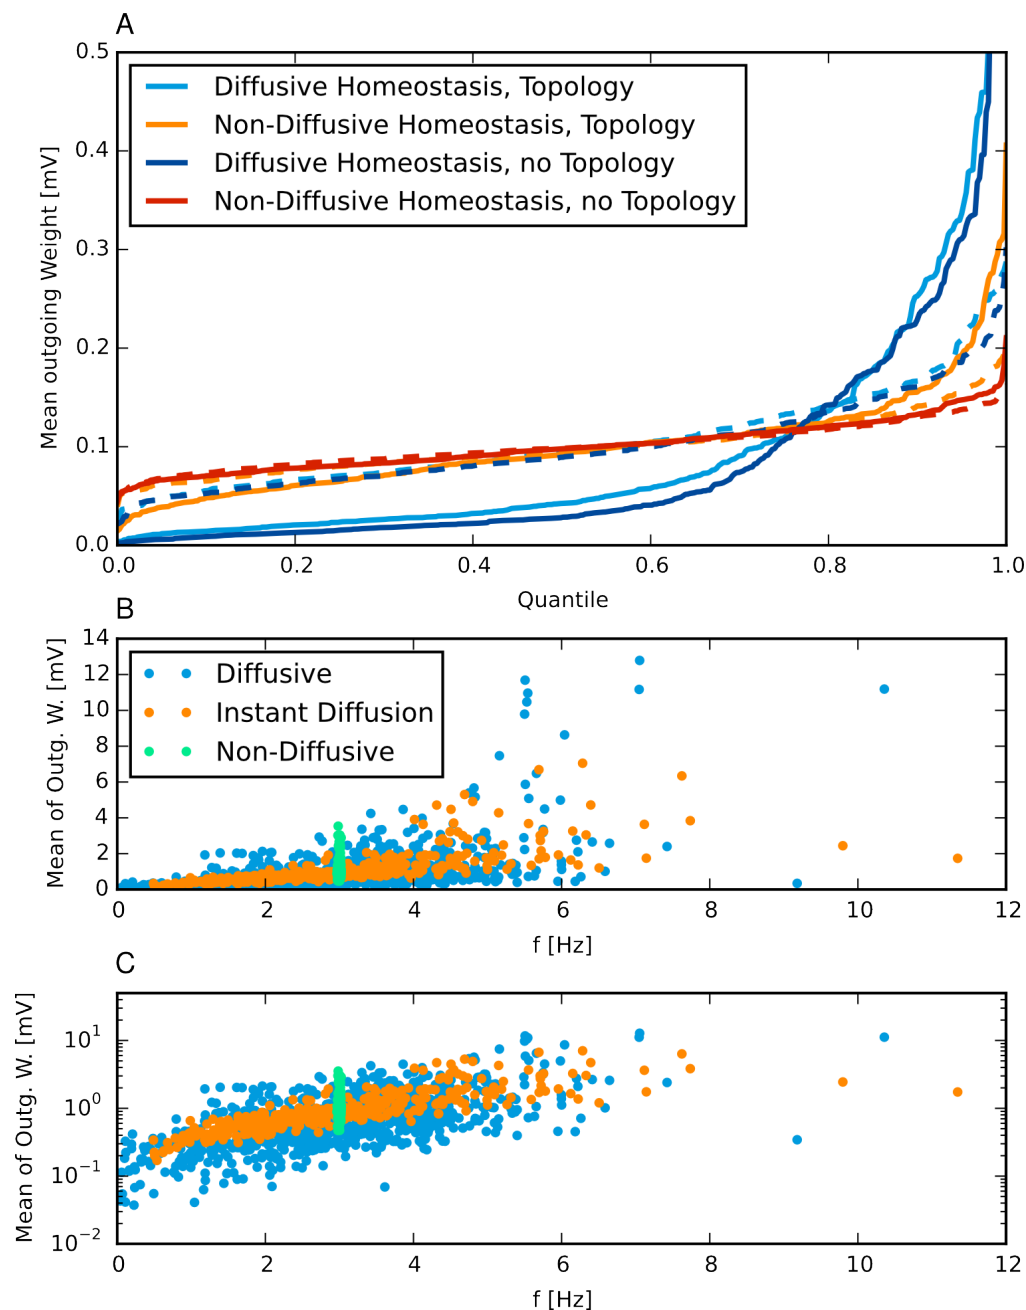 A
0.5
0.4
0.3
0.2
0.1
0.0
Mean outgoing Weight [mV]
Diffusive Homeostasis, Topology
Non-Diffusive Homeostasis, Topology
Diffusive Homeostasis, no Topology
Non-Diffusive Homeostasis, no Topology
0.0 0.2 0.4 0.6 0.8 1.0
Quantile
B
14
12
10
8
6
4
2
0
Mean of Outg. W. [mV]
Diffusive
Instant Diffusion
Non-Diffusive
0 2 4 6 8 10 12
f [Hz]
C
10¹
10⁰
10⁻¹
10⁻²
Mean of Outg. W. [mV]
0 2 4 6 8 10 12
f [Hz]